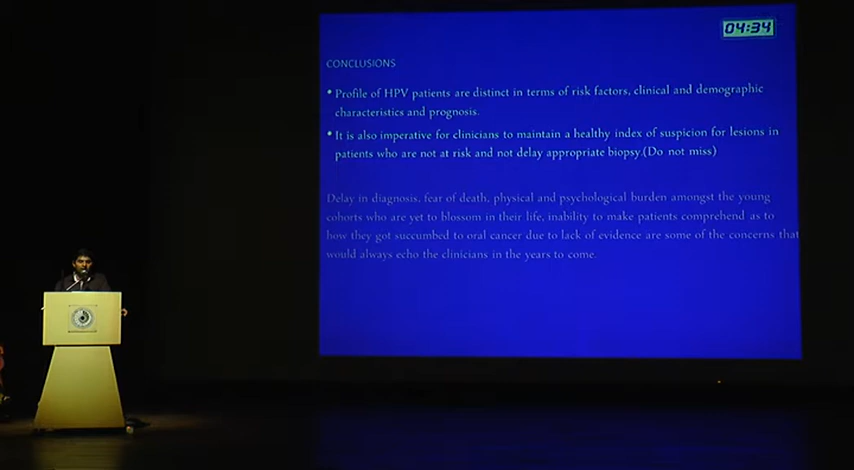 04:34
CONCLUSIONS
• Profile of HPV patients are distinct in terms of risk factors, clinical and demographic
characteristics and prognosis.
• It is also imperative for clinicians to maintain a healthy index of suspicion for lesions in
patients who are not at risk and not delay appropriate biopsy.(Do not miss)
Delay in diagnosis, fear of death, physical and psychological burden amongst the young
cohorts who are yet to blossom in their life, inability to make patients comprehend as to
how they got succumbed to oral cancer due to lack of evidence are some of the concerns that
would always echo the clinicians in the years to come.